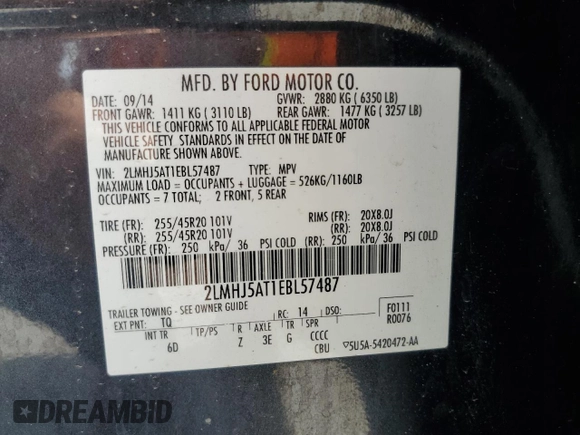 MFD. BY FORD MOTOR CO.
DATE: 09/14 GVWR: 2880 KG ( 6350 LB)
FRONT GAWR: 1411 KG ( 3110 LB) REAR GAWR: 1477 KG ( 3257 LB)
THIS VEHICLE CONFORMS TO ALL APPLICABLE FEDERAL MOTOR
VEHICLE SAFETY STANDARDS IN EFFECT ON THE DATE OF
MANUFACTURE SHOWN ABOVE.
VIN: 2LMHJ5AT1EBL57487 TYPE: MPV
MAXIMUM LOAD = OCCUPANTS + LUGGAGE = 526KG/1160LB
OCCUPANTS = 7 TOTAL; 2 FRONT, 5 REAR
TIRE (FR): 255/45R20 101V RIMS (FR): 20X8.0J
(RR): 255/45R20 101V (RR): 20X8.0J
PRESSURE (FR): 250 kPa/ 36 PSI COLD (RR): 250 kPa/ 36 PSI COLD
2LMHJ5AT1EBL57487
TRAILER TOWING - SEE OWNER GUIDE
EXT PNT: TQ RC: 14 DSO: F0111
R0076
INT TR TP/PS R AXLE TR SPR
6D Z 3E G CCCC
CBU ▽5U5A-5420472-AA
DREAMBID